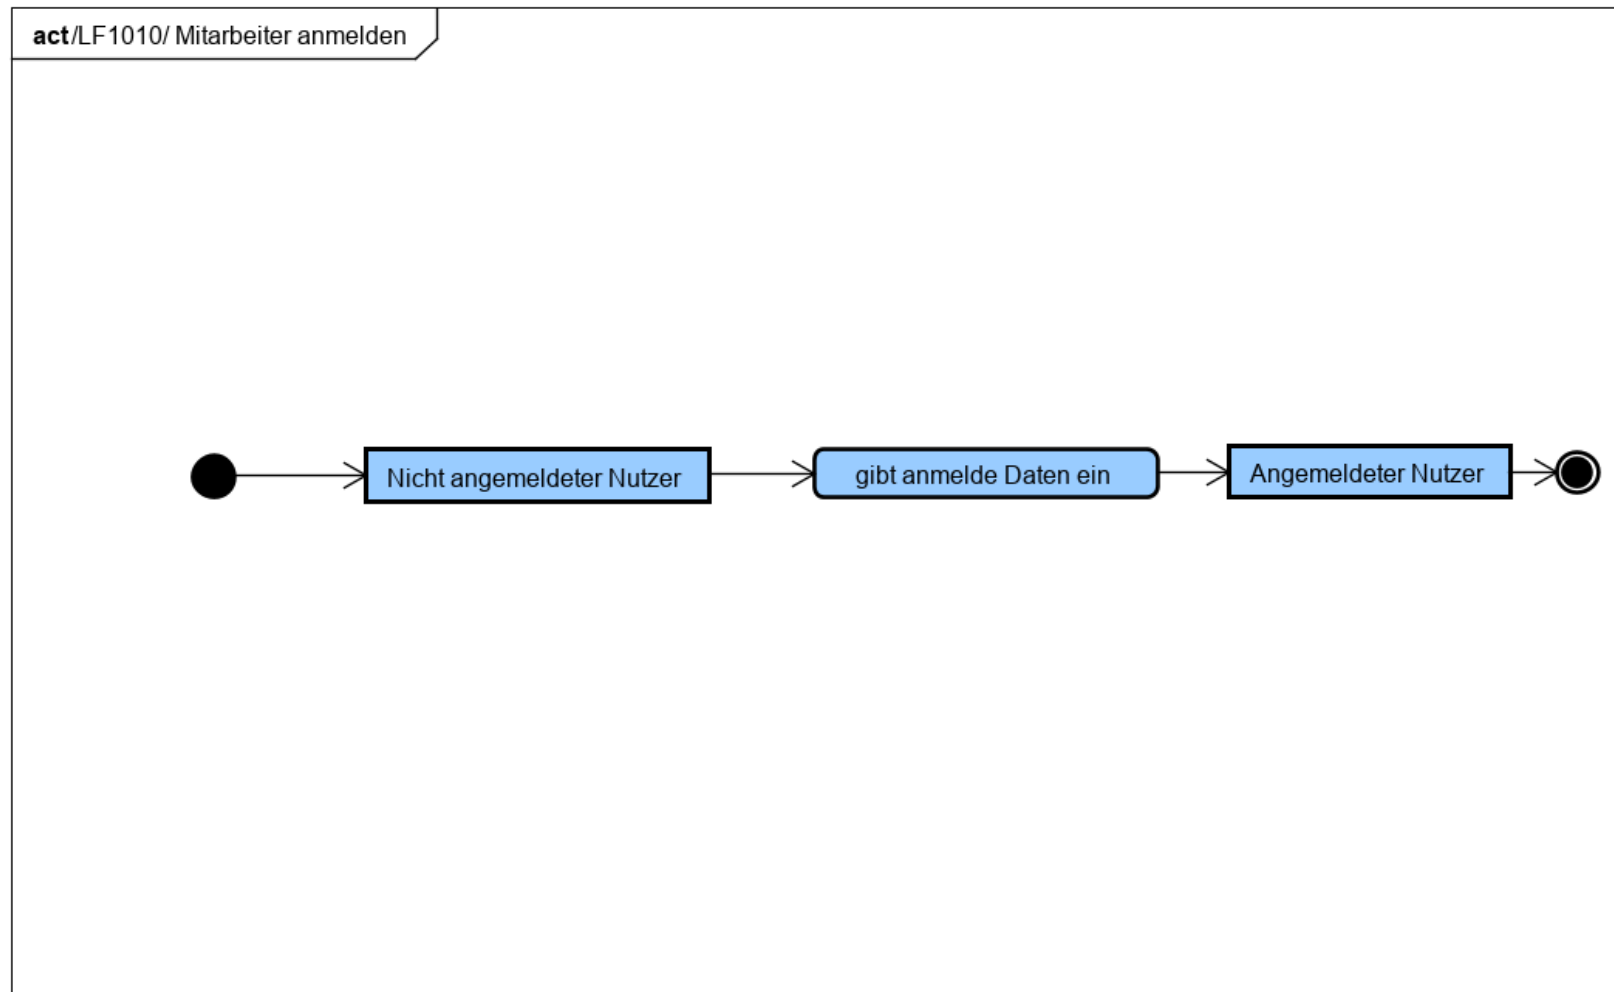 act/LF1010/ Mitarbeiter anmelden
Nicht angemeldeter Nutzer
gibt anmelde Daten ein
Angemeldeter Nutzer